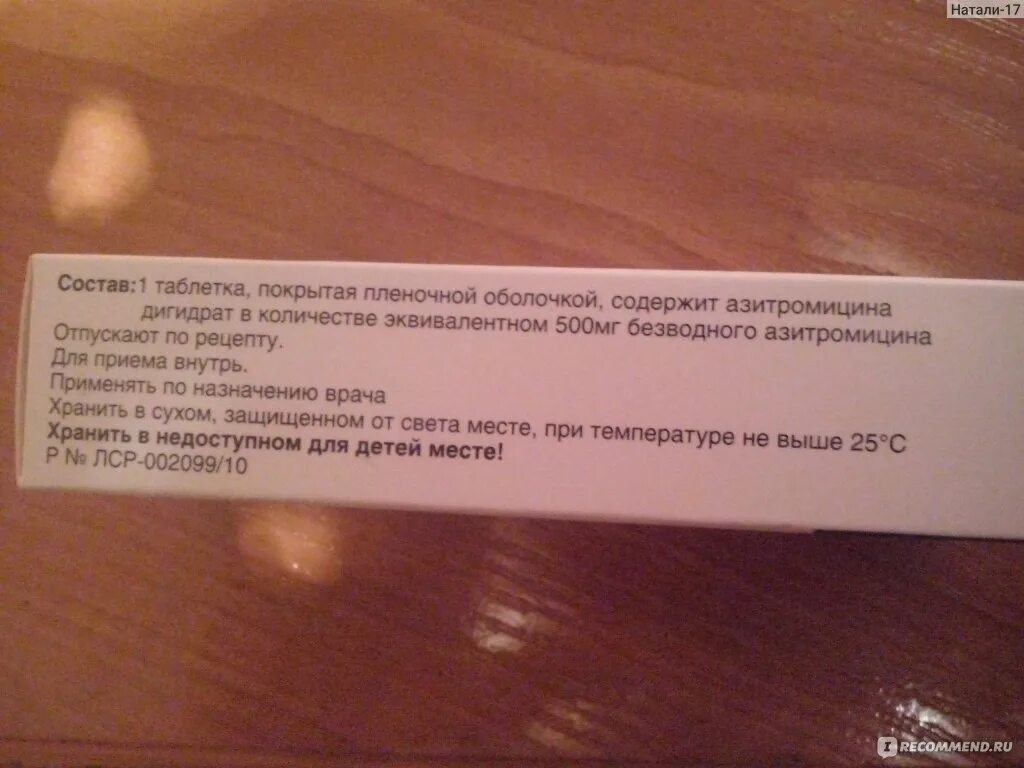 Натали-17
Состав:1 таблетка, покрытая пленочной оболочкой, содержит азитромицина
дигидрат в количестве эквивалентном 500мг безводного азитромицина
Отпускают по рецепту.
Для приема внутрь.
Применять по назначению врача
Хранить в сухом, защищенном от света месте, при температуре не выше 25°С
Хранить в недоступном для детей месте!
Р № ЛСР-002099/10
RECOMMEND.RU